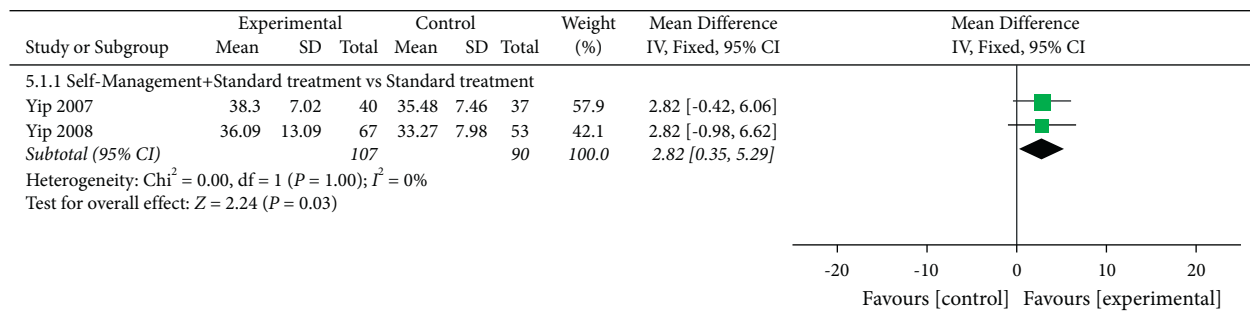 Experimental Control Weight Mean Difference Mean Difference
Study or Subgroup Mean SD Total Mean SD Total (%) IV, Fixed, 95% CI IV, Fixed, 95% CI
5.1.1 Self-Management+Standard treatment vs Standard treatment
Yip 2007 38.3 7.02 40 35.48 7.46 37 57.9 2.82 [-0.42, 6.06]
Yip 2008 36.09 13.09 67 33.27 7.98 53 42.1 2.82 [-0.98, 6.62]
Subtotal (95% CI) 107 90 100.0 2.82 [0.35, 5.29]
Heterogeneity: Chi² = 0.00, df = 1 (P = 1.00); I² = 0%
Test for overall effect: Z = 2.24 (P = 0.03)
-20 -10 0 10 20
Favours [control] Favours [experimental]